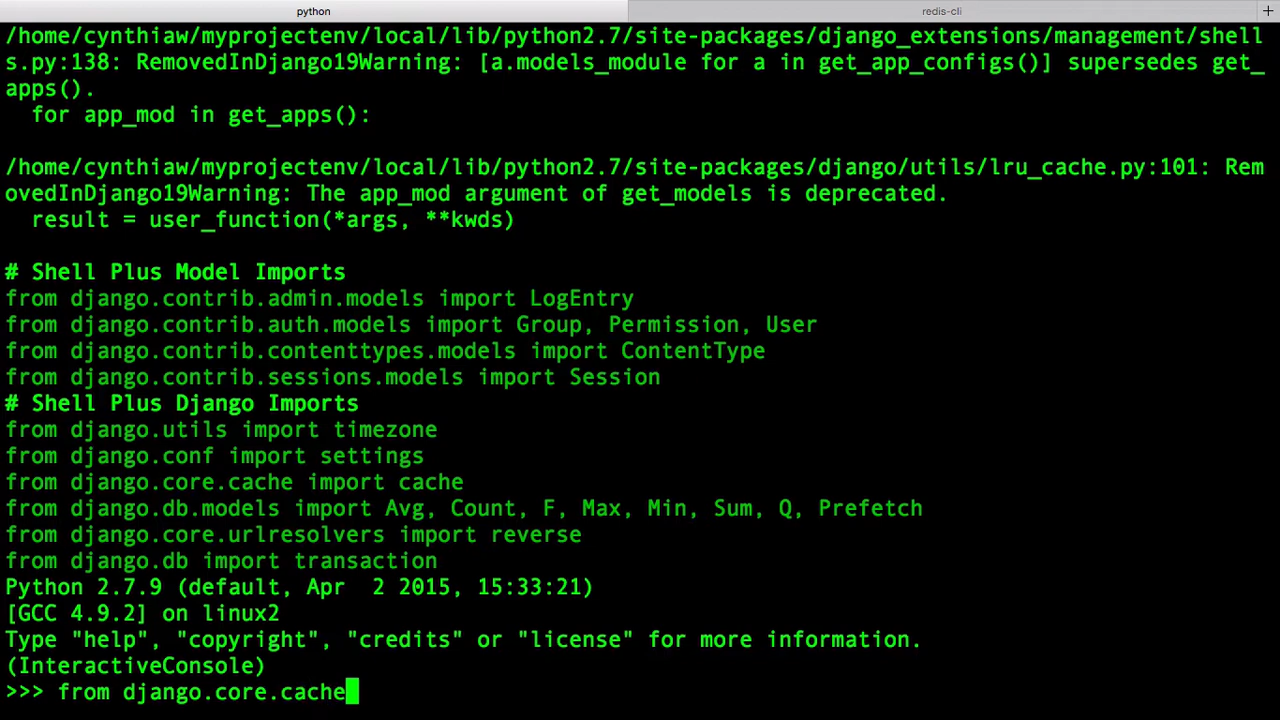 python
redis-cli
+
/home/cynthiaw/myprojectenv/local/lib/python2.7/site-packages/django_extensions/management/shell
s.py:138: RemovedInDjango19Warning: [a.models_module for a in get_app_configs()] supersedes get_
apps().
  for app_mod in get_apps():

/home/cynthiaw/myprojectenv/local/lib/python2.7/site-packages/django/utils/lru_cache.py:101: Rem
ovedInDjango19Warning: The app_mod argument of get_models is deprecated.
  result = user_function(*args, **kwds)

# Shell Plus Model Imports
from django.contrib.admin.models import LogEntry
from django.contrib.auth.models import Group, Permission, User
from django.contrib.contenttypes.models import ContentType
from django.contrib.sessions.models import Session
# Shell Plus Django Imports
from django.utils import timezone
from django.conf import settings
from django.core.cache import cache
from django.db.models import Avg, Count, F, Max, Min, Sum, Q, Prefetch
from django.core.urlresolvers import reverse
from django.db import transaction
Python 2.7.9 (default, Apr  2 2015, 15:33:21)
[GCC 4.9.2] on linux2
Type "help", "copyright", "credits" or "license" for more information.
(InteractiveConsole)
>>> from django.core.cache